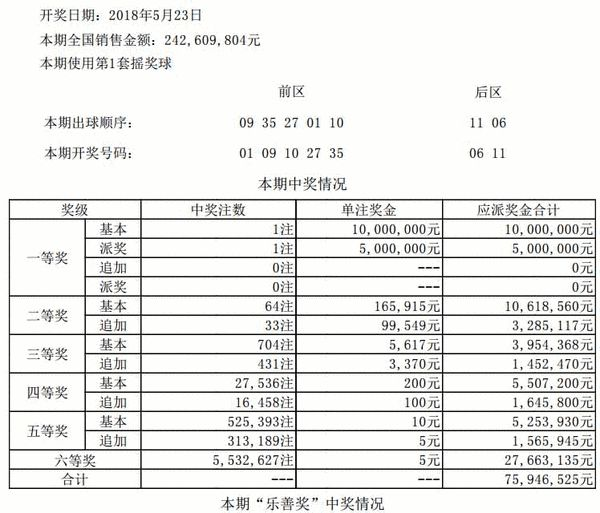 开奖日期：2018年5月23日
本期全国销售金额：242,609,804元
本期使用第1套摇奖球
前区 后区
本期出球顺序： 09 35 27 01 10 11 06
本期开奖号码： 01 09 10 27 35 06 11
本期中奖情况
奖级 中奖注数 单注奖金 应派奖金合计
一等奖 基本 1注 10,000,000元 10,000,000元
派奖 1注 5,000,000元 5,000,000元
追加 0注 --- 0元
派奖 0注 --- 0元
二等奖 基本 64注 165,915元 10,618,560元
追加 33注 99,549元 3,285,117元
三等奖 基本 704注 5,617元 3,954,368元
追加 431注 3,370元 1,452,470元
四等奖 基本 27,536注 200元 5,507,200元
追加 16,458注 100元 1,645,800元
五等奖 基本 525,393注 10元 5,253,930元
追加 313,189注 5元 1,565,945元
六等奖 5,532,627注 5元 27,663,135元
合计 --- --- 75,946,525元
本期“乐善奖”中奖情况